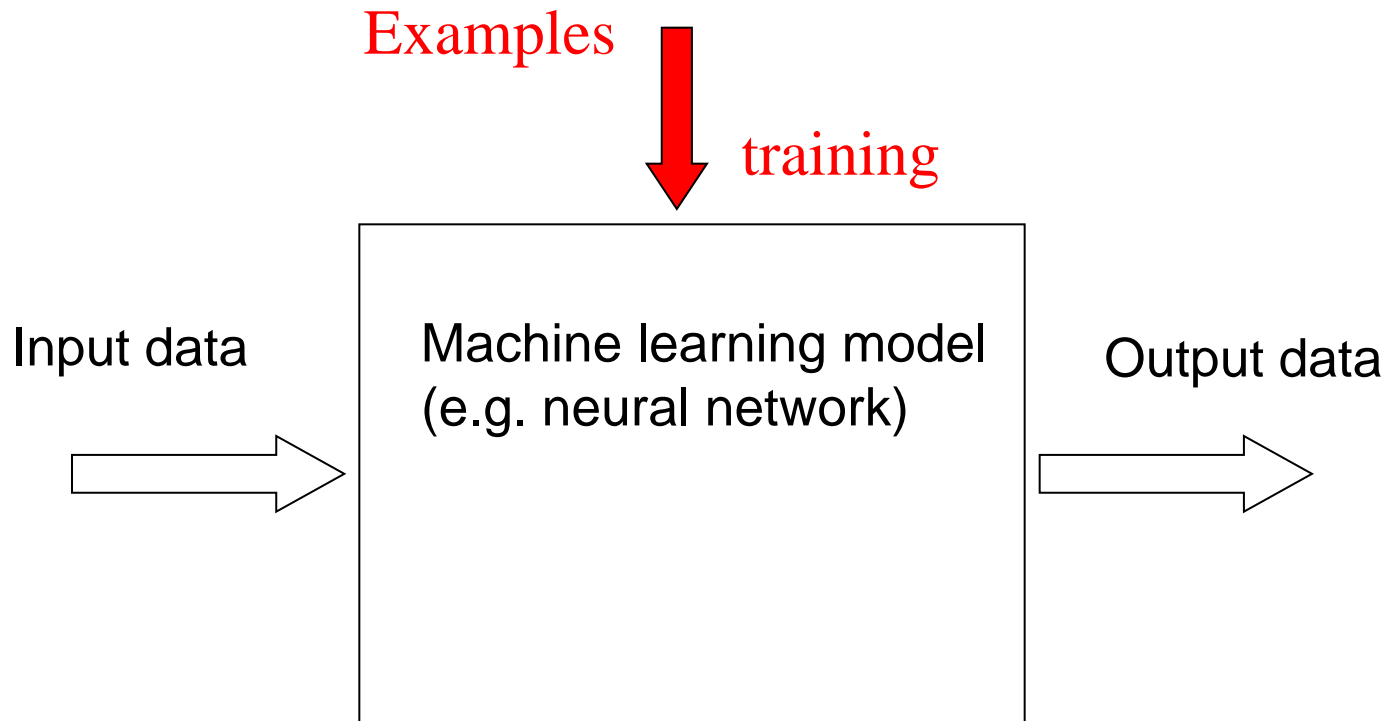 Examples
training
Input data
Machine learning model
(e.g. neural network)
Output data